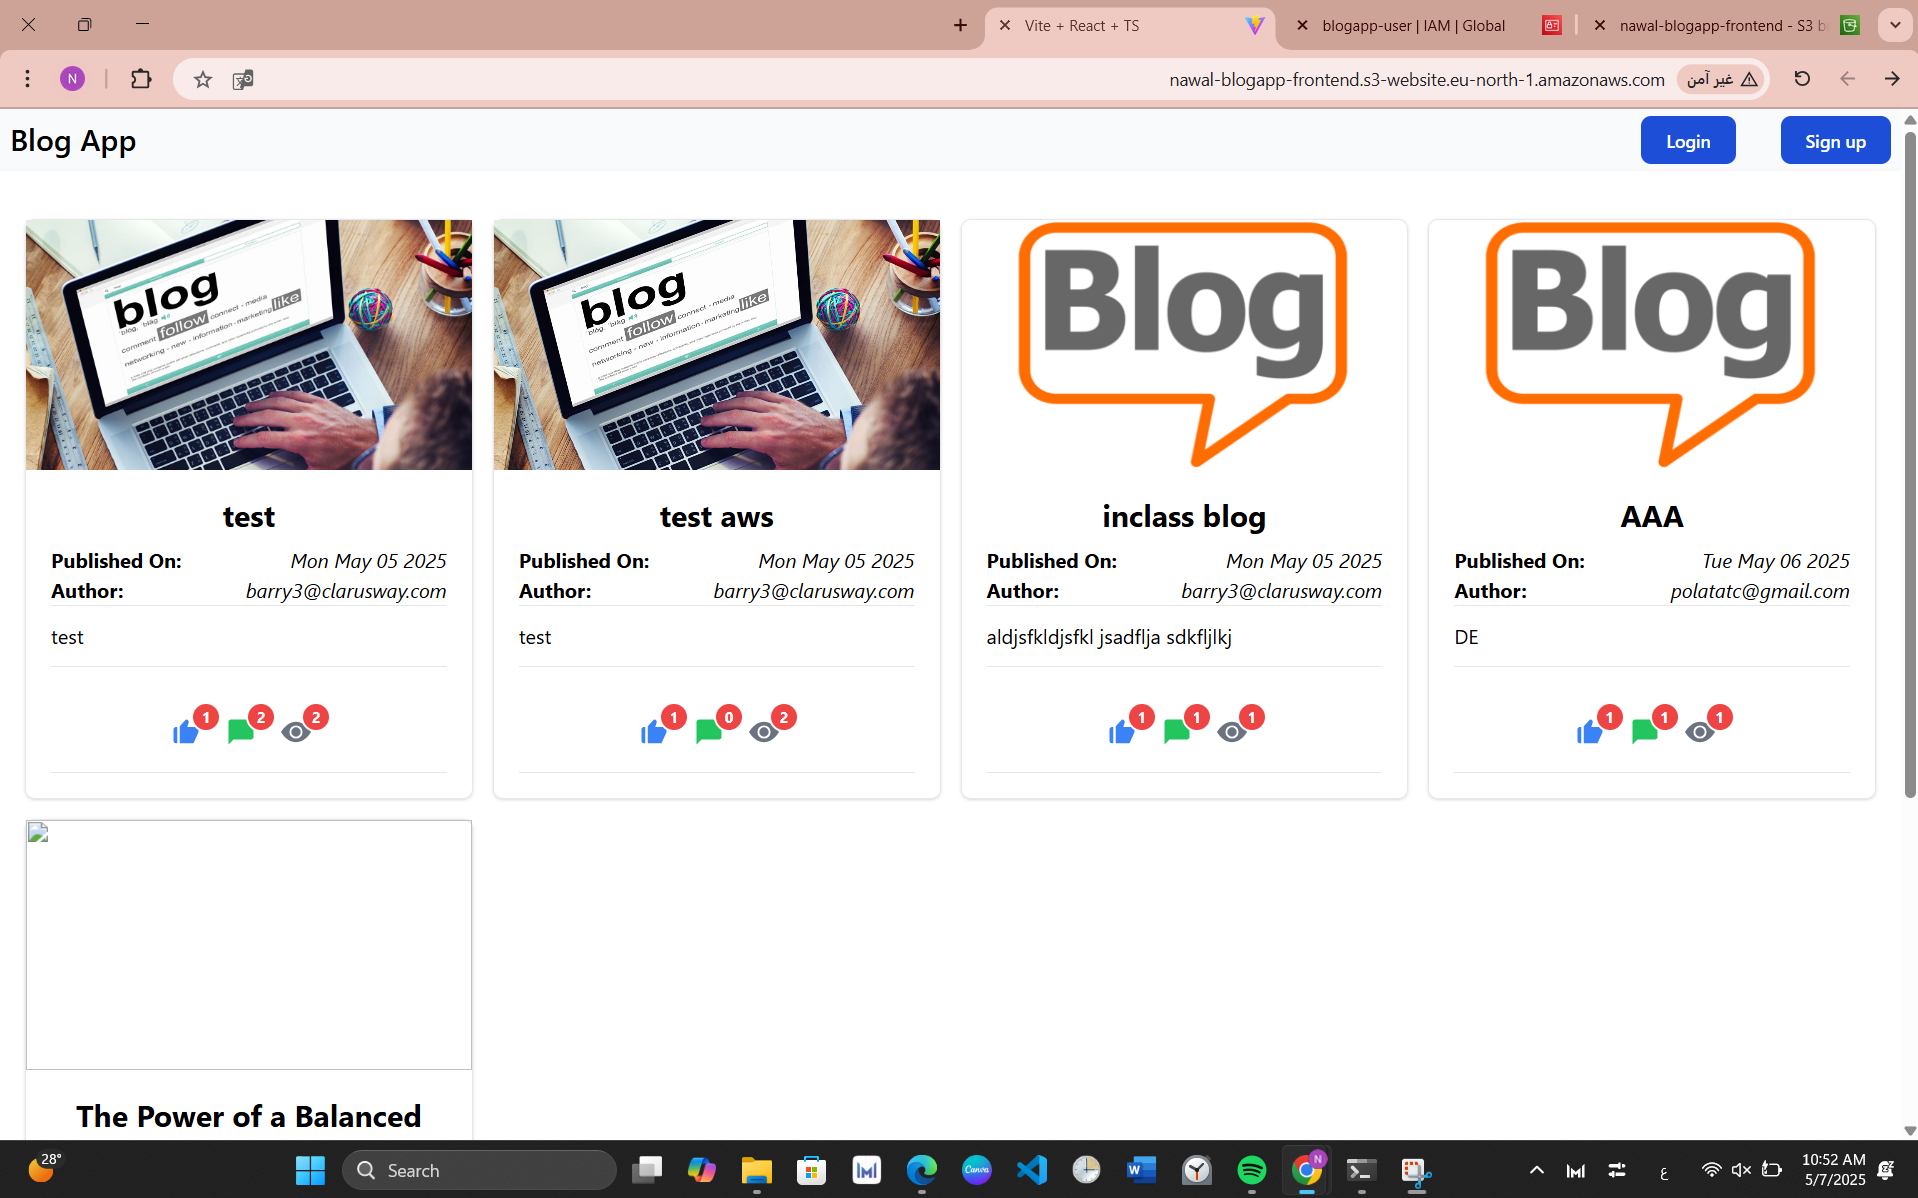 Vite + React + TS
blogapp-user | IAM | Global
nawal-blogapp-frontend - S3 b
N
nawal-blogapp-frontend.s3-website.eu-north-1.amazonaws.com
غير آمن
Blog App
Login
Sign up
blog
follow
like
blog
follow
like
Blog
Blog
test
Published On: Mon May 05 2025
Author: barry3@clarusway.com
test
1 2 2
test aws
Published On: Mon May 05 2025
Author: barry3@clarusway.com
test
1 0 2
inclass blog
Published On: Mon May 05 2025
Author: barry3@clarusway.com
aldjsfkldjsfkl jsadflja sdkfljlkj
1 1 1
AAA
Published On: Tue May 06 2025
Author: polatatc@gmail.com
DE
1 1 1
The Power of a Balanced
28°
Search
Canva
W
N
ع
10:52 AM
5/7/2025